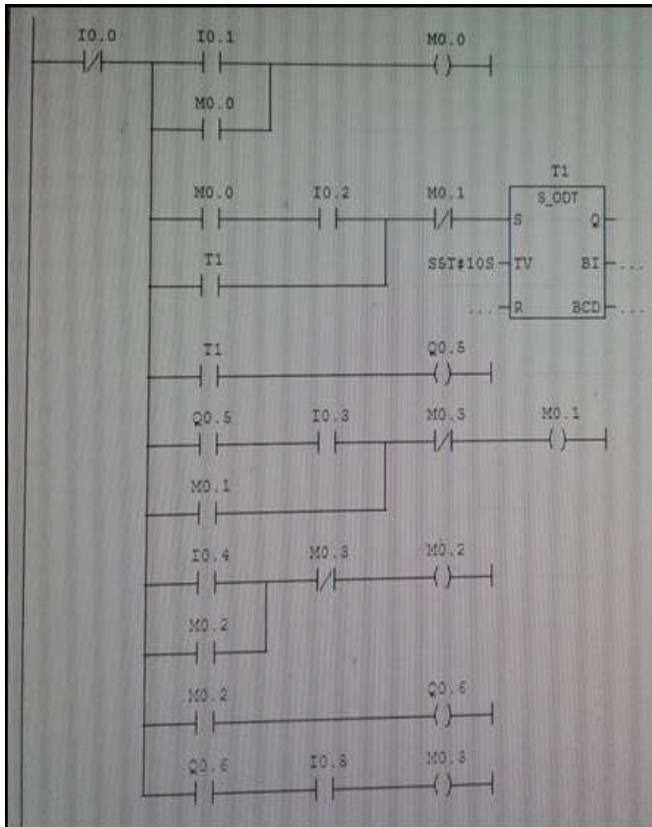 I0.0 I0.1 M0.0
M0.0
T1
M0.0 I0.2 M0.1 S_ODT
S Q
T1 S5T#10S TV BI ...
... R BCD ...
T1 Q0.5
Q0.5 I0.3 M0.3 M0.1
M0.1
I0.4 M0.3 M0.2
M0.2
M0.2 Q0.6
Q0.6 M0.3